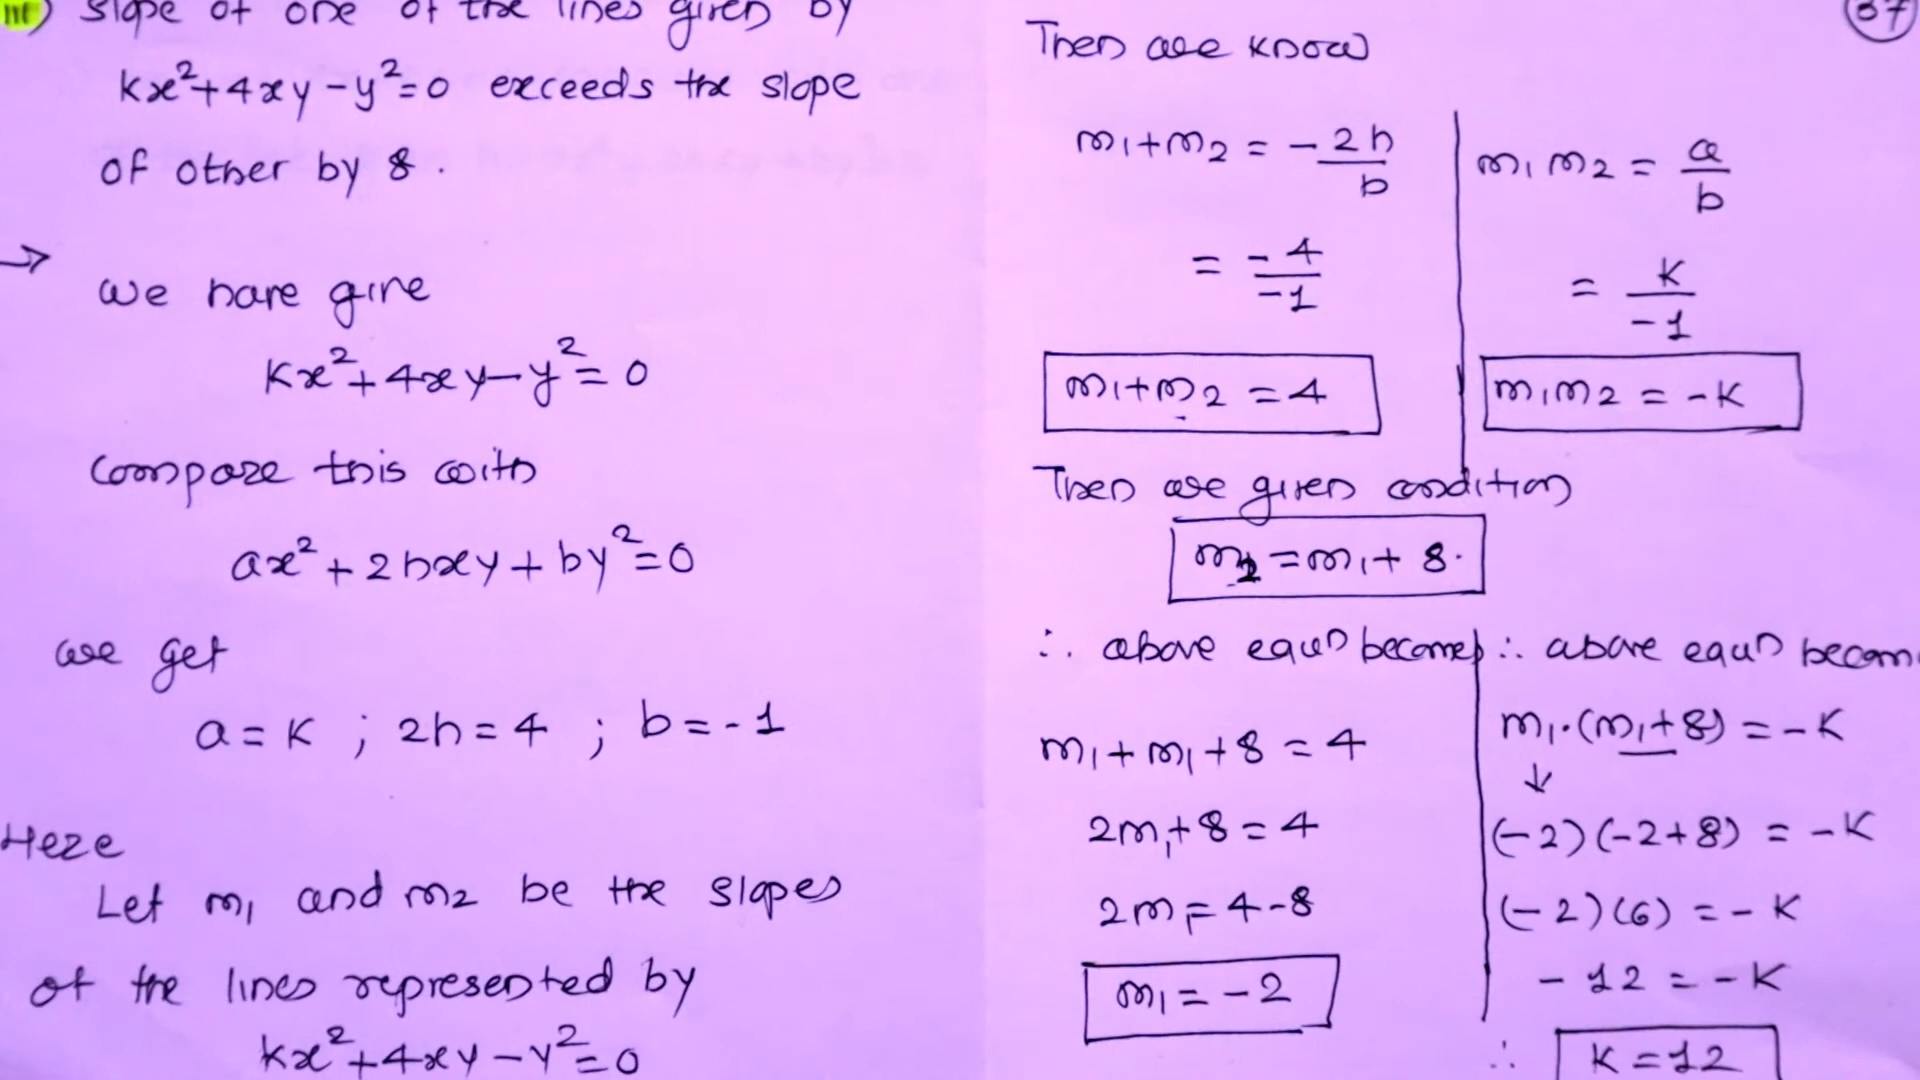 iii) slope of one of the lines given by
kx²+4xy-y²=0 exceeds the slope
of other by 8.
→ we have give
kx²+4xy-y²=0
compare this with
ax²+2hxy+by²=0
we get
a=k ; 2h=4 ; b=-1
Here
Let m₁ and m₂ be the slopes
of the lines represented by
kx²+4xy-y²=0
37
Then we know
m₁+m₂ = -2h/b
= -4/-1
m₁+m₂ = 4
m₁m₂ = a/b
= k/-1
m₁m₂ = -k
Then we given condition
m₂ = m₁+8.
∴ above equn becomes
m₁+m₁+8 = 4
2m₁+8 = 4
2m₁= 4-8
m₁ = -2
∴ above equn becom
m₁.(m₁+8) = -k
↓
(-2)(-2+8) = -k
(-2)(6) = -k
-12 = -k
∴ k=12